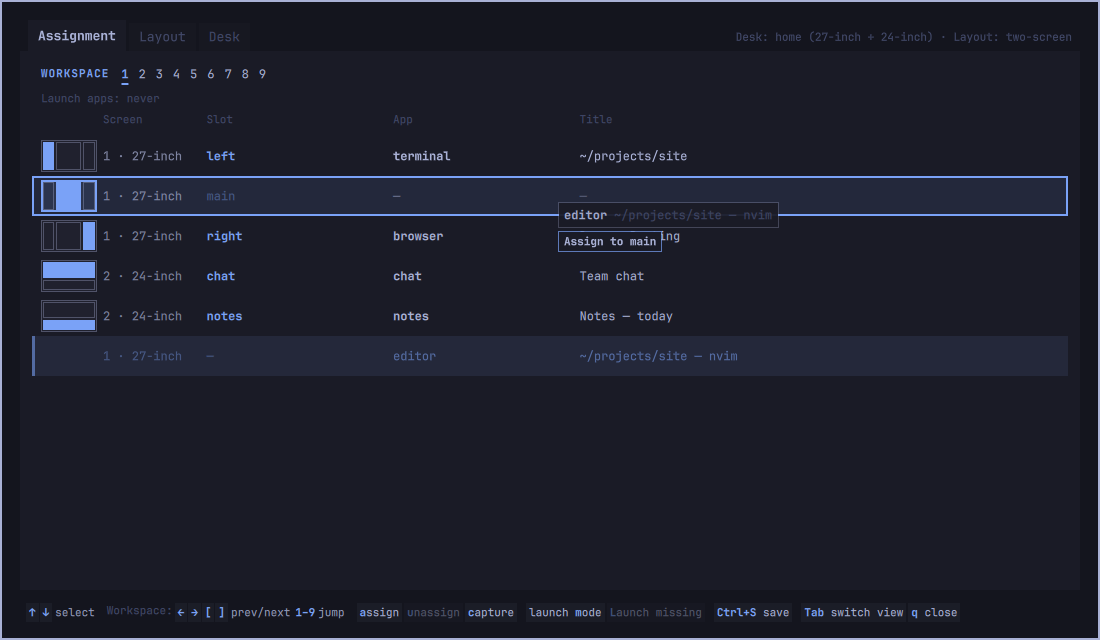 Assignment Layout Desk Desk: home (27-inch + 24-inch) · Layout: two-screen
WORKSPACE 1 2 3 4 5 6 7 8 9
Launch apps: never
Screen Slot App Title
1 · 27-inch left terminal ~/projects/site
1 · 27-inch main — —
editor ~/projects/site — nvim
1 · 27-inch right browser
Assign to main
2 · 24-inch chat chat Team chat
2 · 24-inch notes notes Notes — today
1 · 27-inch — editor ~/projects/site — nvim
↑ ↓ select Workspace: ← → [ ] prev/next 1-9 jump assign unassign capture launch mode Launch missing Ctrl+S save Tab switch view q close